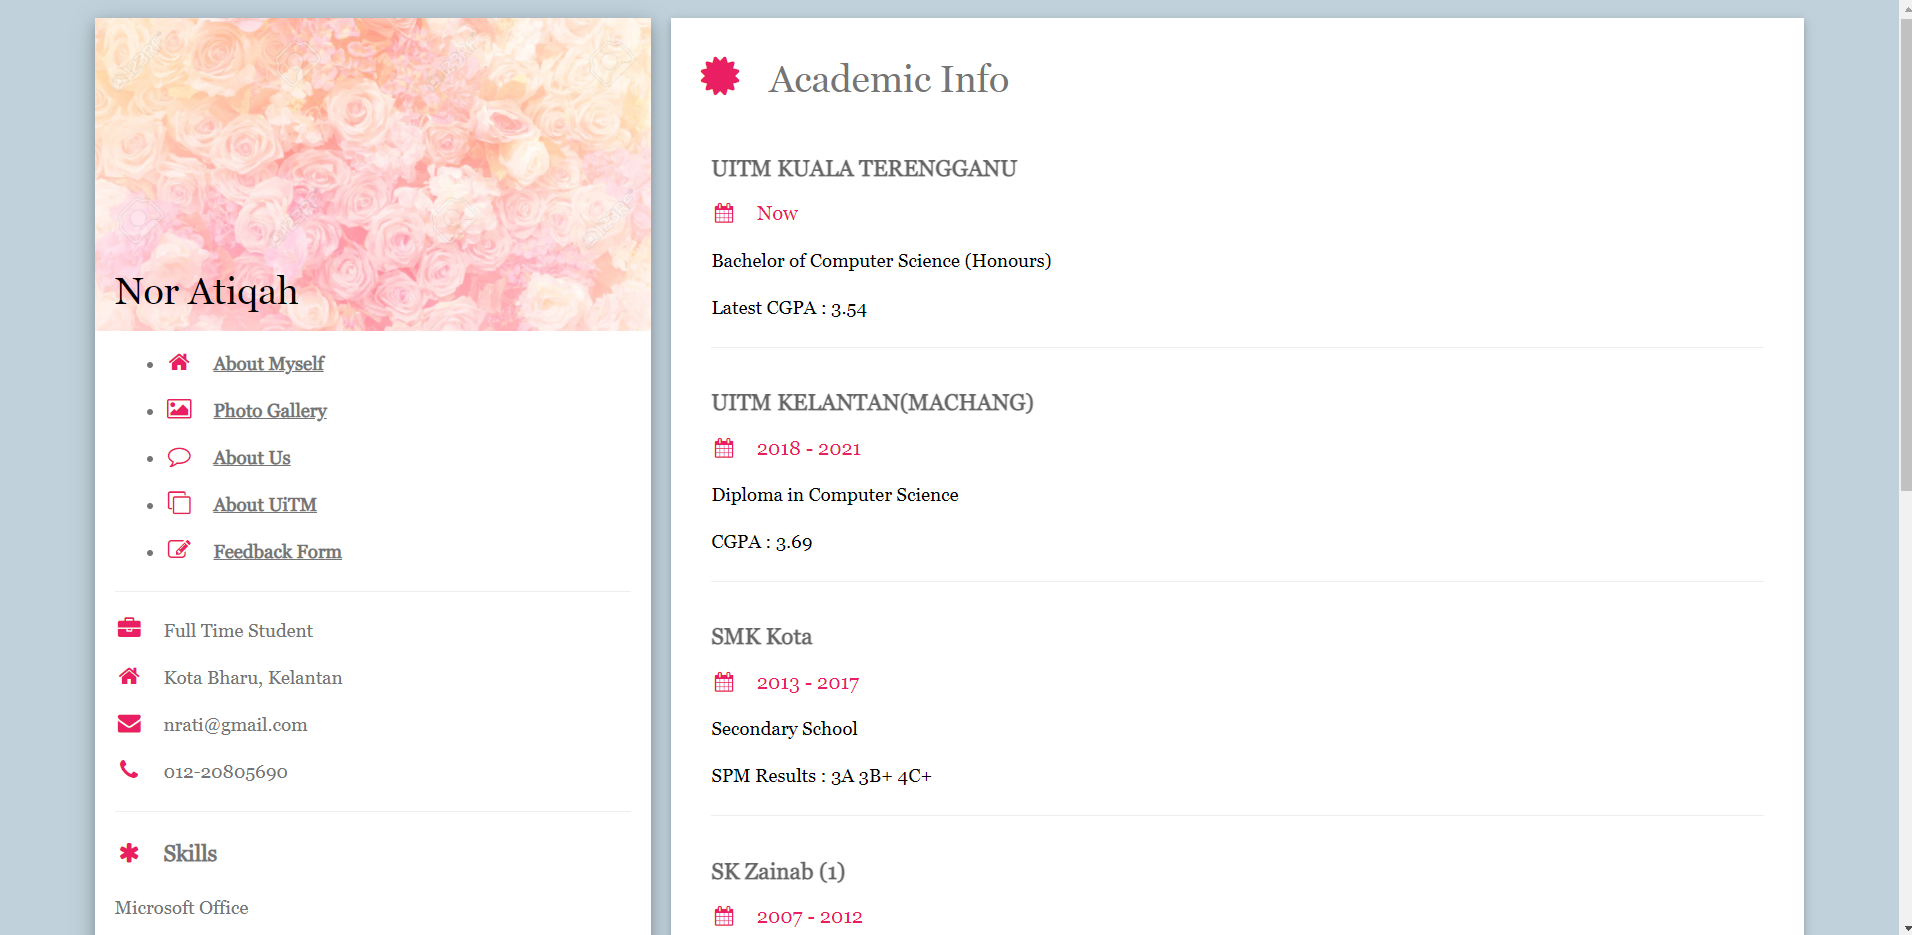 Nor Atiqah
About Myself
Photo Gallery
About Us
About UiTM
Feedback Form
Full Time Student
Kota Bharu, Kelantan
nrati@gmail.com
012-20805690
Skills
Microsoft Office
Academic Info
UITM KUALA TERENGGANU
Now
Bachelor of Computer Science (Honours)
Latest CGPA : 3.54
UITM KELANTAN(MACHANG)
2018 - 2021
Diploma in Computer Science
CGPA : 3.69
SMK Kota
2013 - 2017
Secondary School
SPM Results : 3A 3B+ 4C+
SK Zainab (1)
2007 - 2012